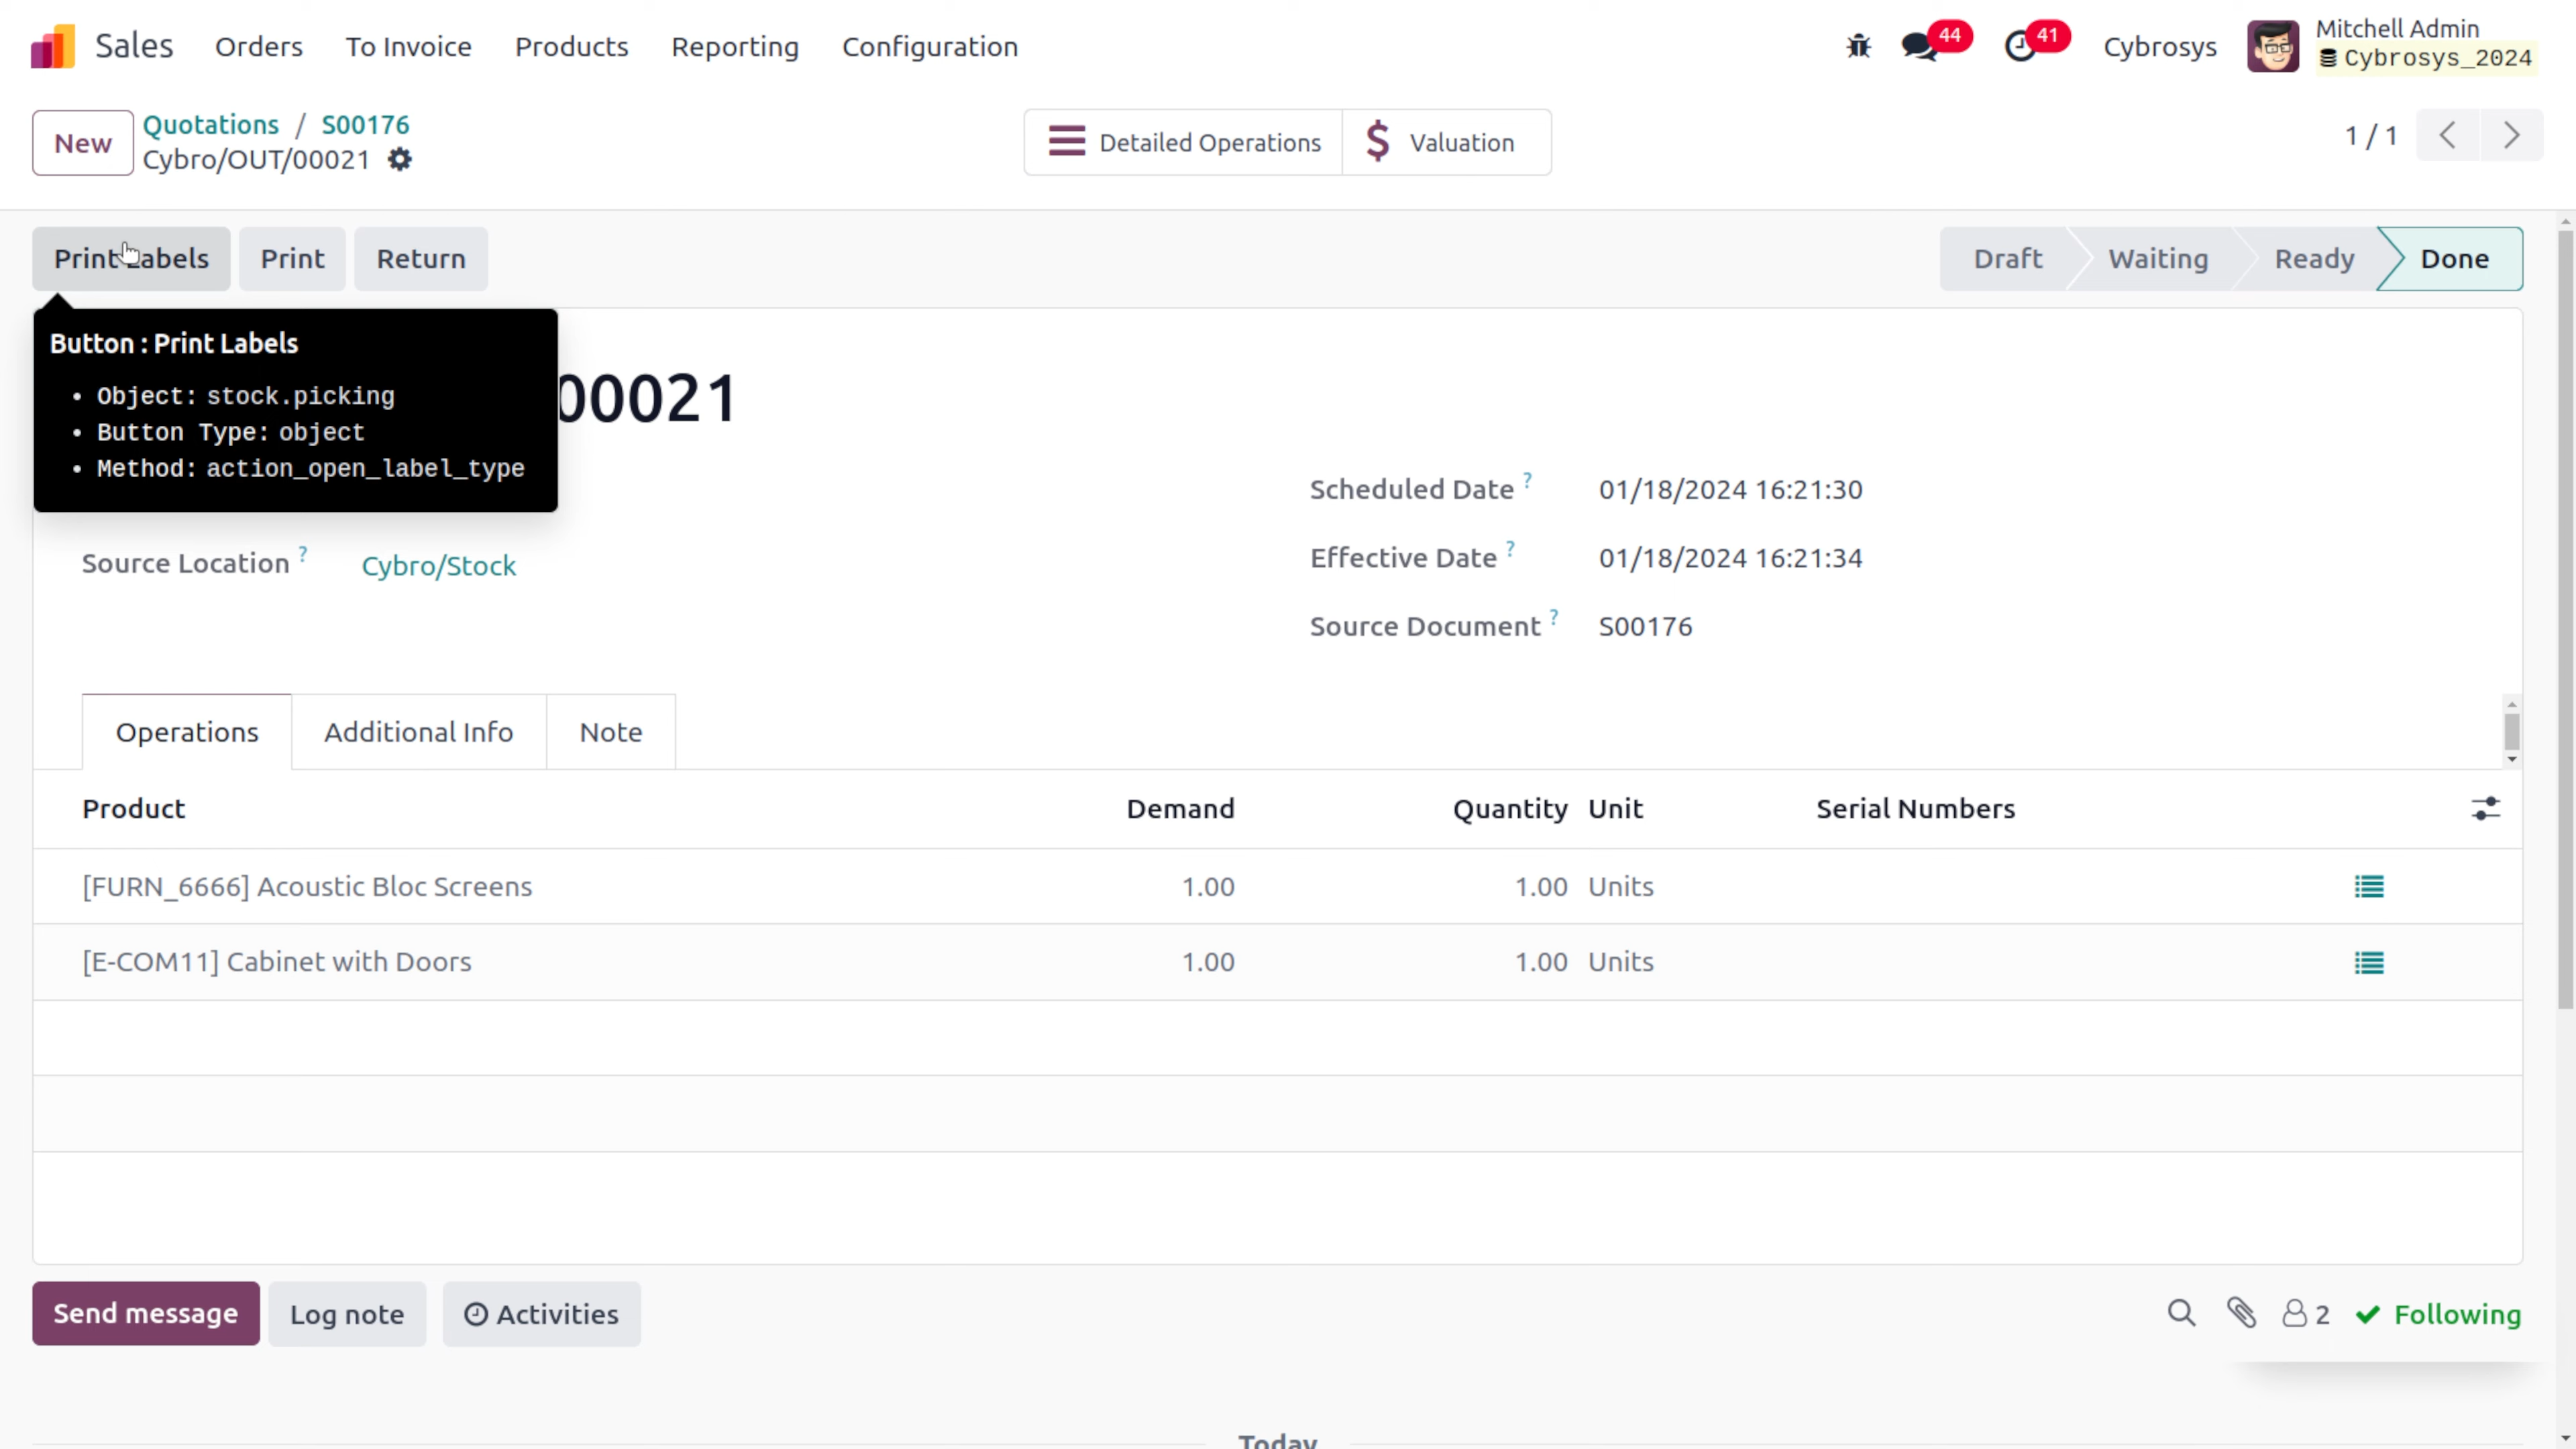 Sales Orders To Invoice Products Reporting Configuration 44 41 Cybrosys Mitchell Admin
Cybrosys_2024
New Quotations / S00176 Detailed Operations $ Valuation 1 / 1
Cybro/OUT/00021
Print Labels Print Return Draft Waiting Ready Done
Button : Print Labels
• Object: stock.picking
• Button Type: object
• Method: action_open_label_type
00021
Scheduled Date ? 01/18/2024 16:21:30
Source Location ? Cybro/Stock
Effective Date ? 01/18/2024 16:21:34
Source Document ? S00176
Operations Additional Info Note
Product Demand Quantity Unit Serial Numbers
[FURN_6666] Acoustic Bloc Screens 1.00 1.00 Units
[E-COM11] Cabinet with Doors 1.00 1.00 Units
Send message Log note Activities 2 Following
Today